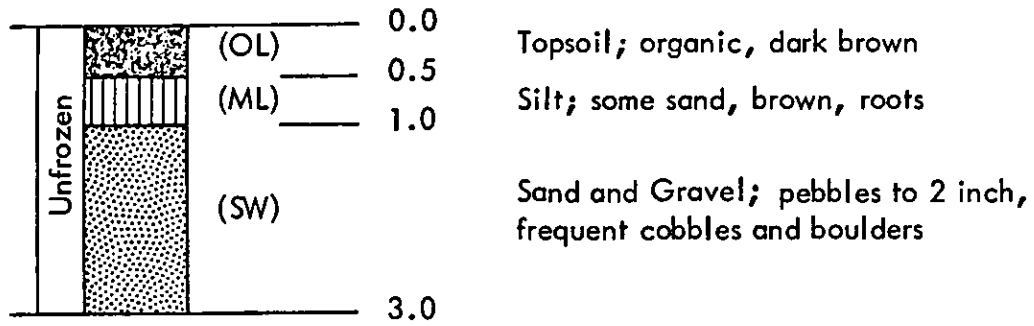 0.0
(OL)
Topsoil; organic, dark brown
0.5
(ML)
Silt; some sand, brown, roots
1.0
Unfrozen
(SW)
Sand and Gravel; pebbles to 2 inch,
frequent cobbles and boulders
3.0